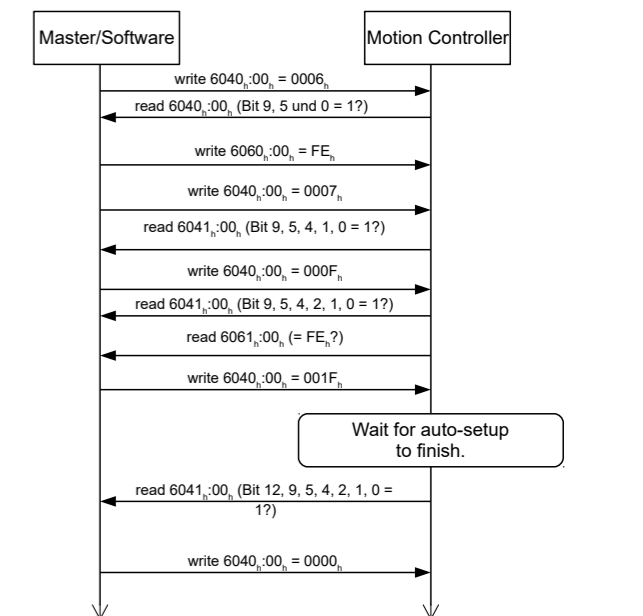 Master/Software
Motion Controller
write 6040h:00h = 0006h
read 6040h:00h (Bit 9, 5 und 0 = 1?)
write 6060h:00h = FEh
write 6040h:00h = 0007h
read 6041h:00h (Bit 9, 5, 4, 1, 0 = 1?)
write 6040h:00h = 000Fh
read 6041h:00h (Bit 9, 5, 4, 2, 1, 0 = 1?)
read 6061h:00h (= FEh?)
write 6040h:00h = 001Fh
Wait for auto-setup
to finish.
read 6041h:00h (Bit 12, 9, 5, 4, 2, 1, 0 =
1?)
write 6040h:00h = 0000h